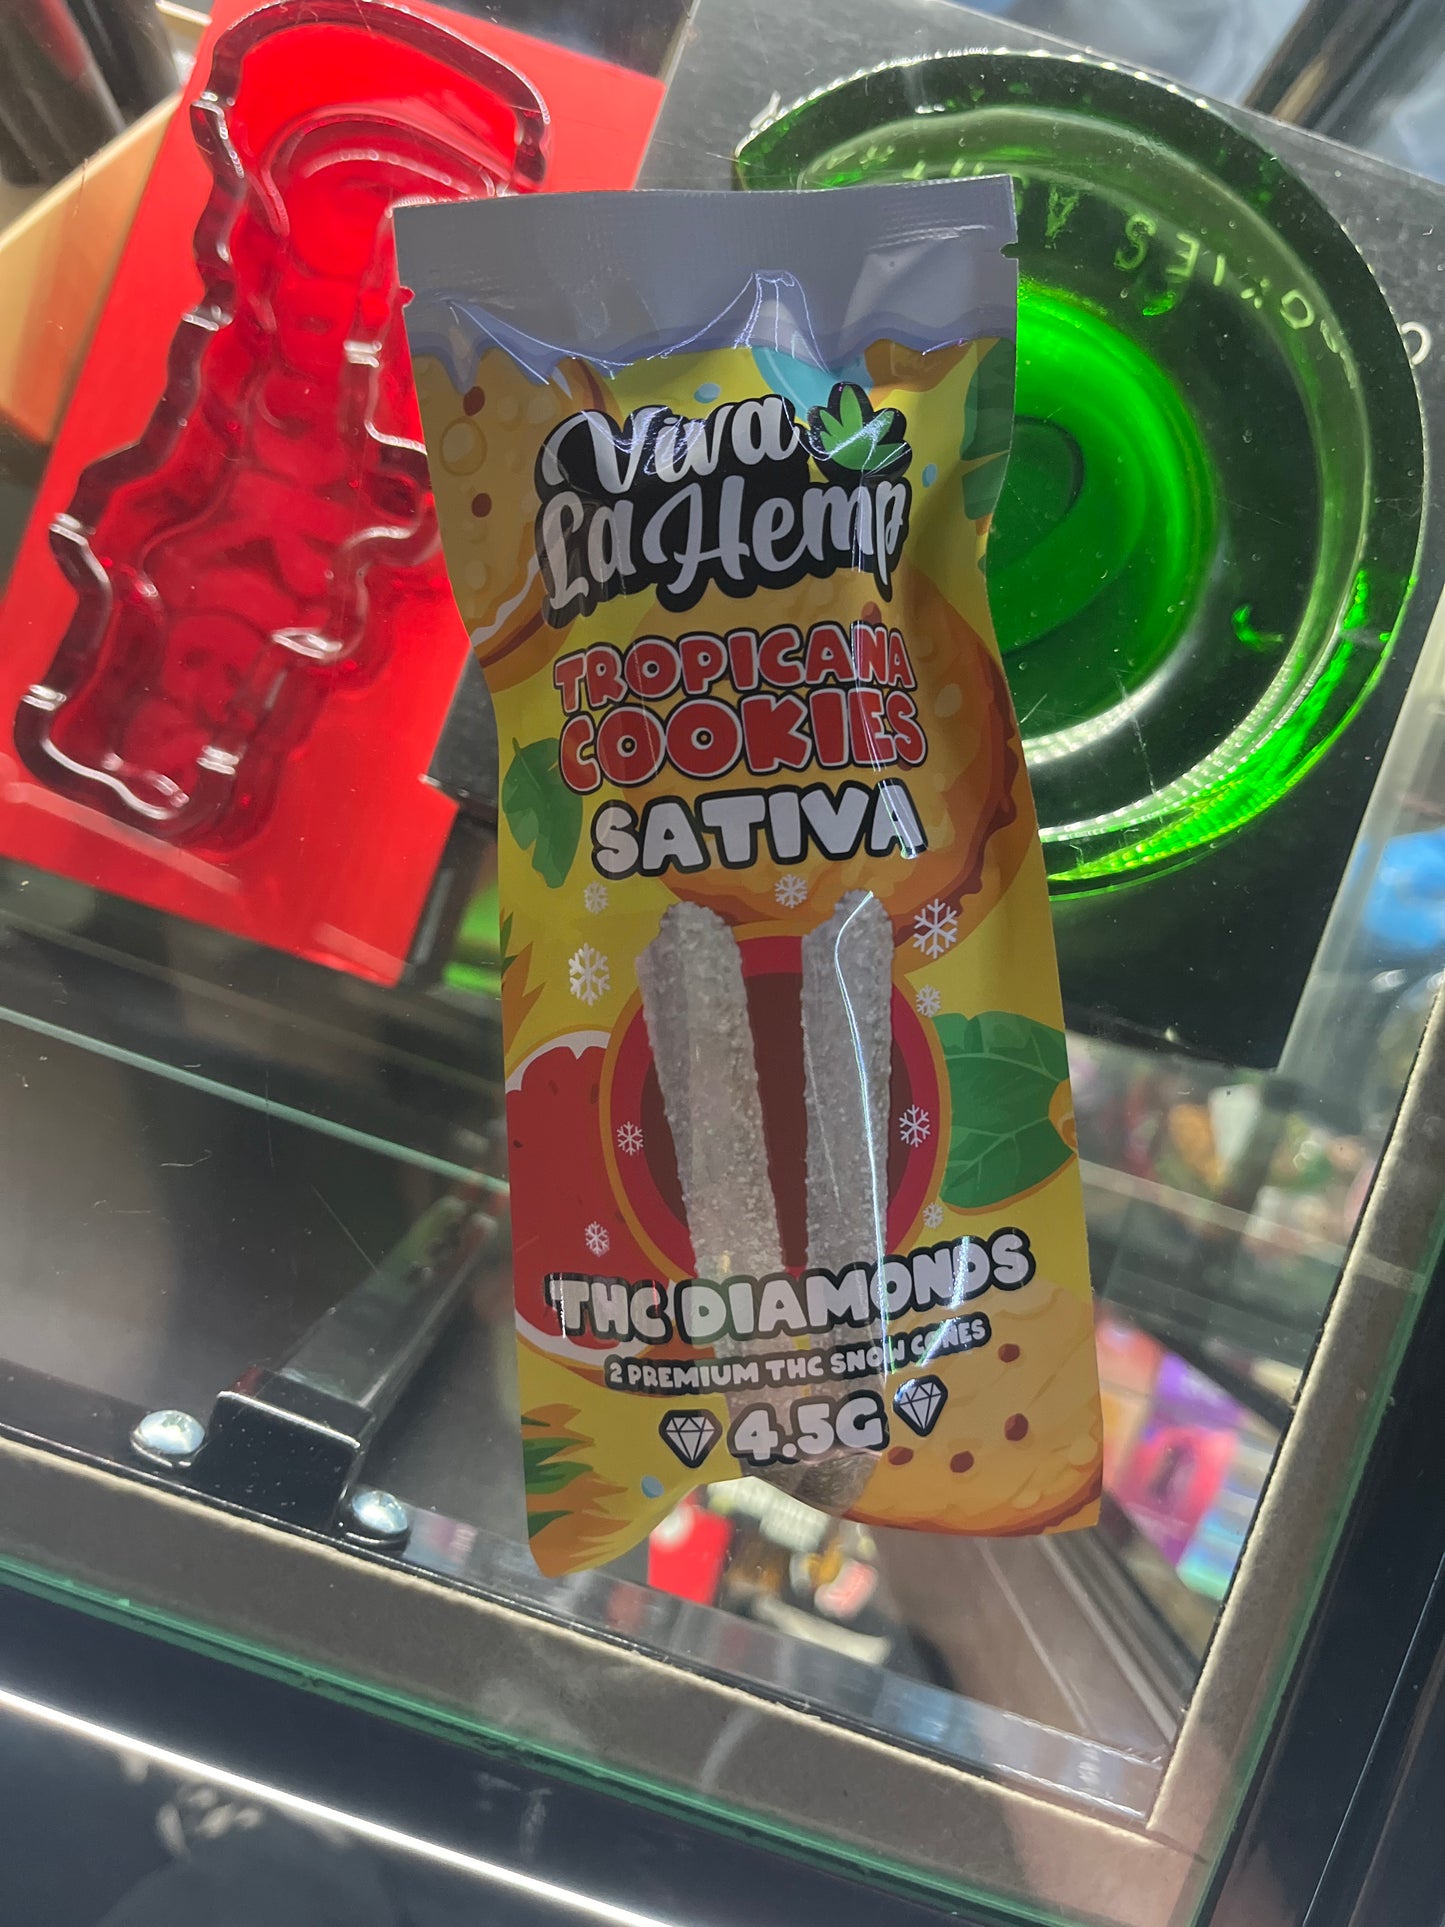 Viva
La Hemp
TROPICANA
COOKIES
SATIVA
THC DIAMONDS
2 PREMIUM THC SNOW CONES
4.5G